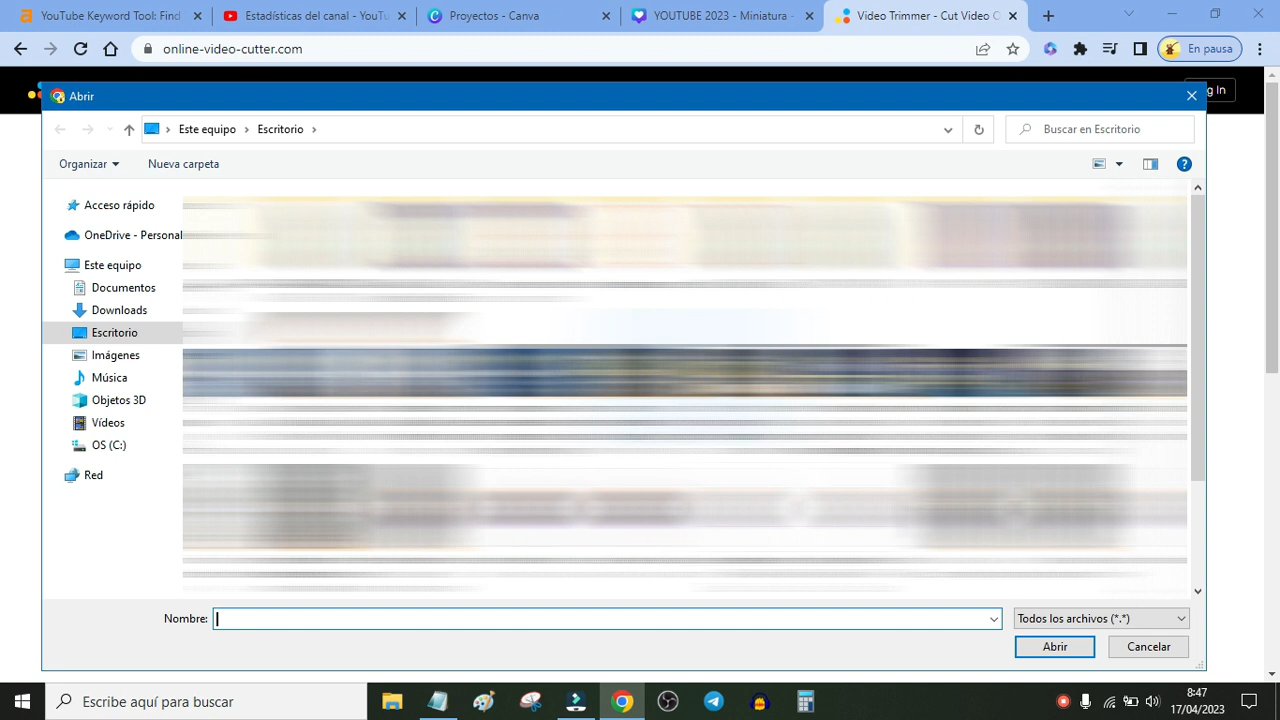 YouTube Keyword Tool: Find
Estadísticas del canal - YouTu
Proyectos - Canva
YOUTUBE 2023 - Miniatura -
Video Trimmer - Cut Video O
online-video-cutter.com
En pausa
Log In
Abrir
Este equipo
Escritorio
Buscar en Escritorio
Organizar
Nueva carpeta
Acceso rápido
OneDrive - Personal
Este equipo
Documentos
Downloads
Escritorio
Imágenes
Música
Objetos 3D
Vídeos
OS (C:)
Red
Nombre:
Todos los archivos (*.*)
Abrir
Cancelar
Escribe aquí para buscar
8:47
17/04/2023